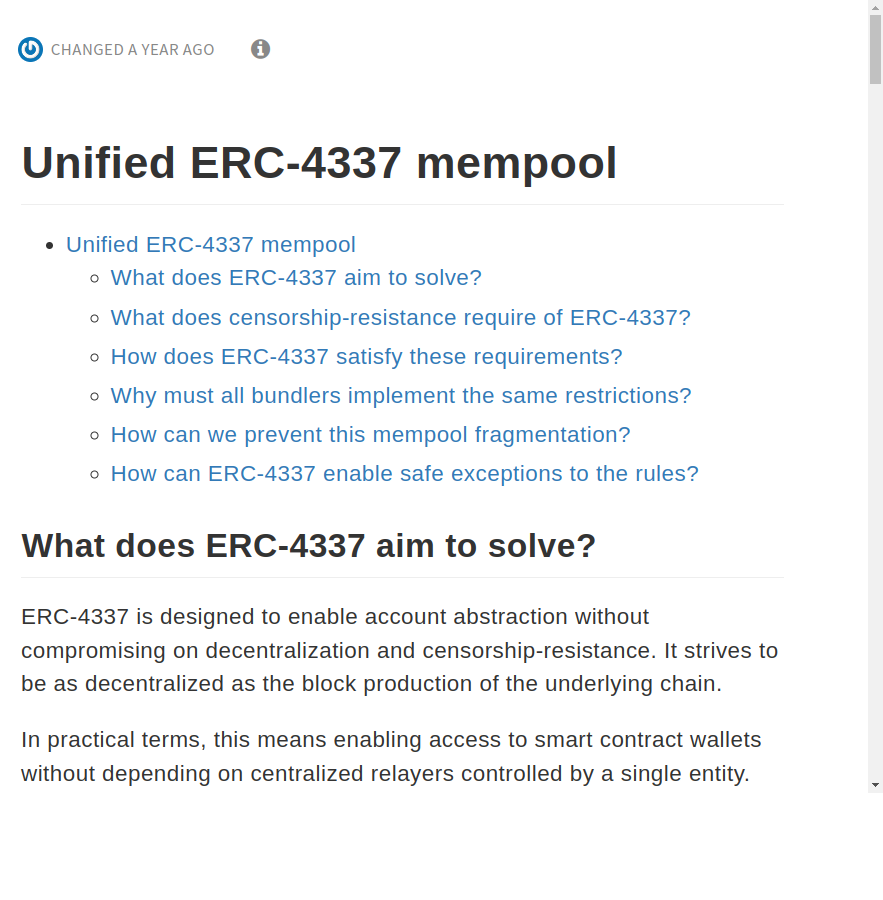 CHANGED A YEAR AGO
Unified ERC-4337 mempool
Unified ERC-4337 mempool
What does ERC-4337 aim to solve?
What does censorship-resistance require of ERC-4337?
How does ERC-4337 satisfy these requirements?
Why must all bundlers implement the same restrictions?
How can we prevent this mempool fragmentation?
How can ERC-4337 enable safe exceptions to the rules?
What does ERC-4337 aim to solve?
ERC-4337 is designed to enable account abstraction without
compromising on decentralization and censorship-resistance. It strives to
be as decentralized as the block production of the underlying chain.
In practical terms, this means enabling access to smart contract wallets
without depending on centralized relayers controlled by a single entity.